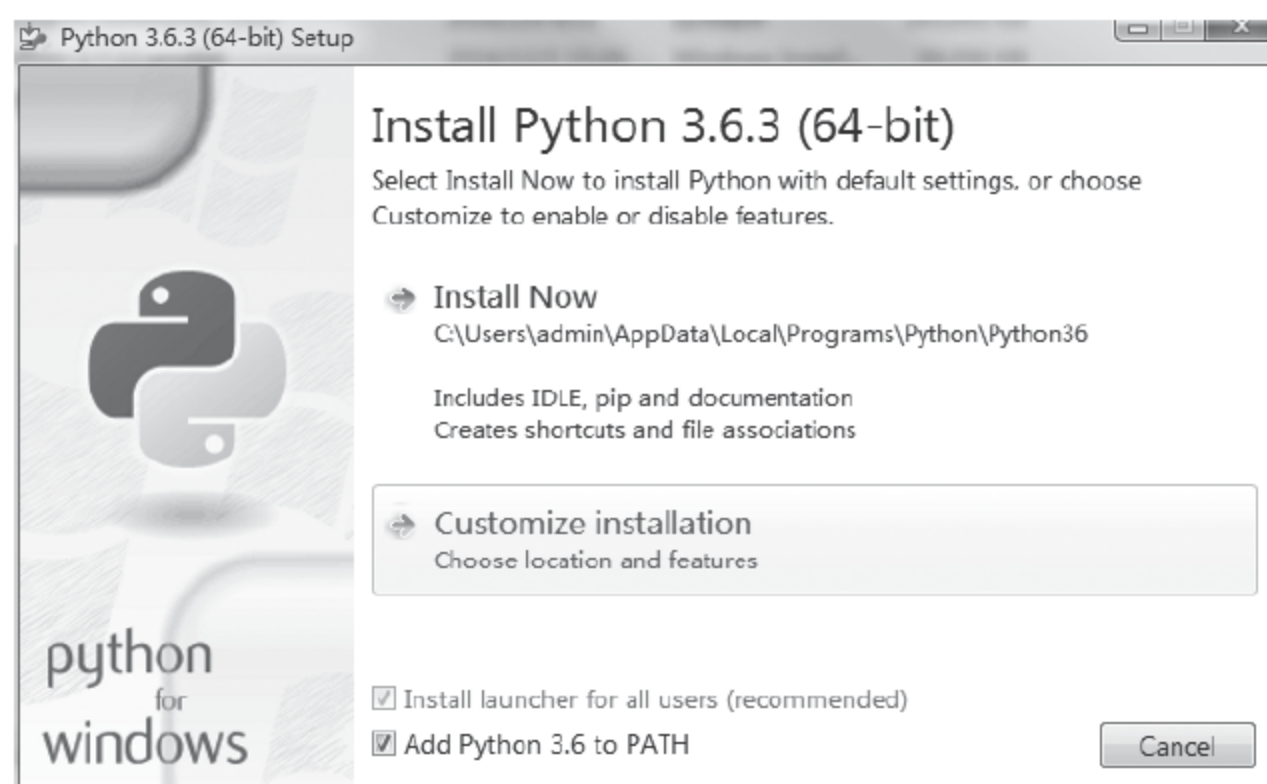 Python 3.6.3 (64-bit) Setup
Install Python 3.6.3 (64-bit)
Select Install Now to install Python with default settings. or choose
Customize to enable or disable features.
Install Now
C:\Users\admin\AppData\Local\Programs\Python\Python36
Includes IDLE, pip and documentation
Creates shortcuts and file associations
Customize installation
Choose location and features
python
for
windows
Install launcher for all users (recommended)
Add Python 3.6 to PATH
Cancel